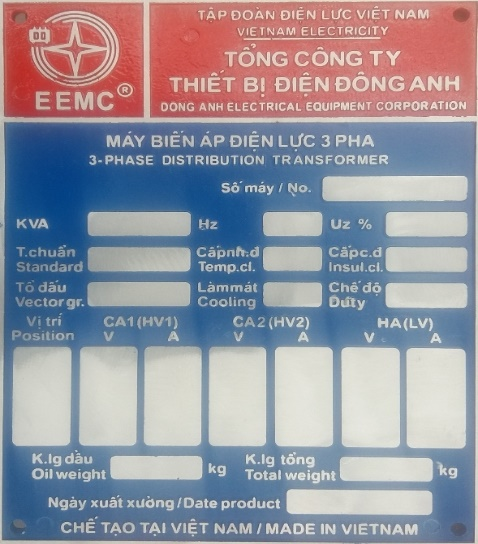 TẬP ĐOÀN ĐIỆN LỰC VIỆT NAM
VIETNAM ELECTRICITY
TỔNG CÔNG TY
THIẾT BỊ ĐIỆN ĐÔNG ANH
DONG ANH ELECTRICAL EQUIPMENT CORPORATION
EEMC ®
MÁY BIẾN ÁP ĐIỆN LỰC 3 PHA
3-PHASE DISTRIBUTION TRANSFORMER
Số máy / No.
KVA Hz Uz %
T.chuẩn Cấpnh.đ Cấpc.đ
Standard Temp.cl. Insul.cl.
Tổ đấu Làm mát Chế độ
Vector gr. Cooling Duty
Vị trí CA1 (HV1) CA2 (HV2) HA (LV)
Position V A V A V A
K.lg dầu kg K.lg tổng kg
Oil weight Total weight
Ngày xuất xưởng / Date product
CHẾ TẠO TẠI VIỆT NAM / MADE IN VIETNAM